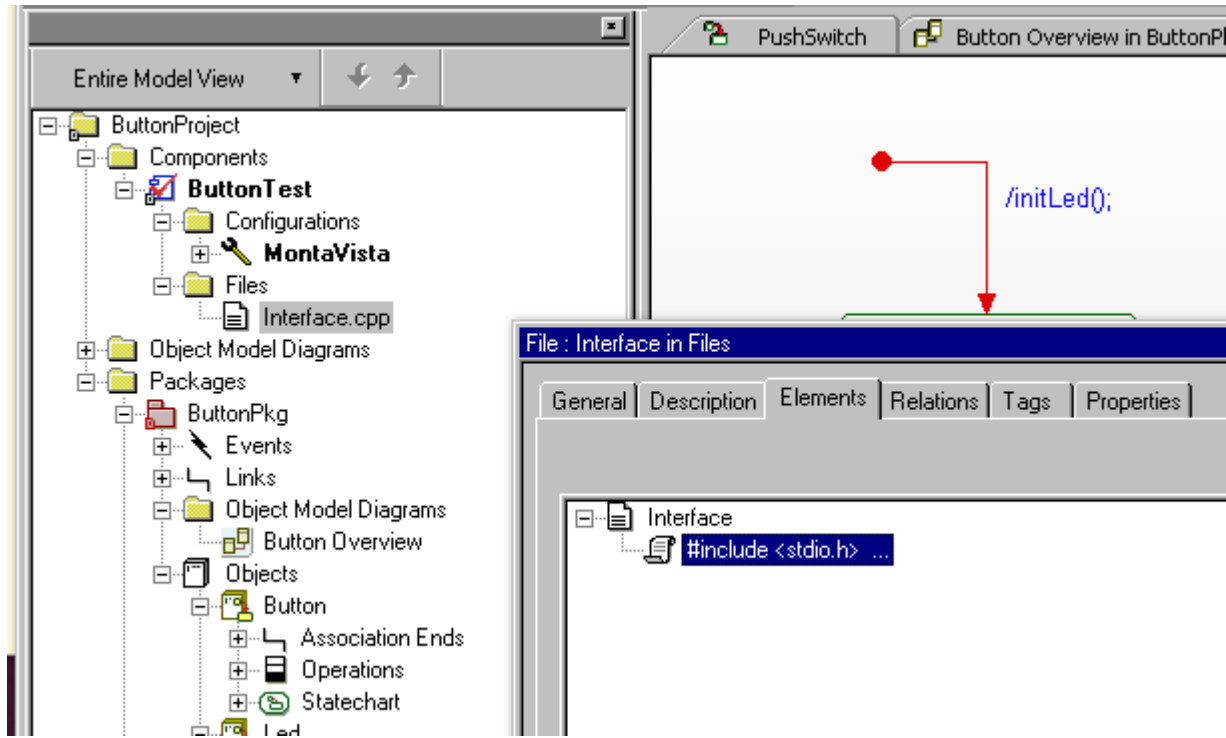 PushSwitch
Button Overview in ButtonP
Entire Model View
ButtonProject
Components
ButtonTest
Configurations
MontaVista
Files
Interface.cpp
Object Model Diagrams
Packages
ButtonPkg
Events
Links
Object Model Diagrams
Button Overview
Objects
Button
Association Ends
Operations
Statechart
Led
/initLed();
File : Interface in Files
General Description Elements Relations Tags Properties
Interface
#include <stdio.h> ...